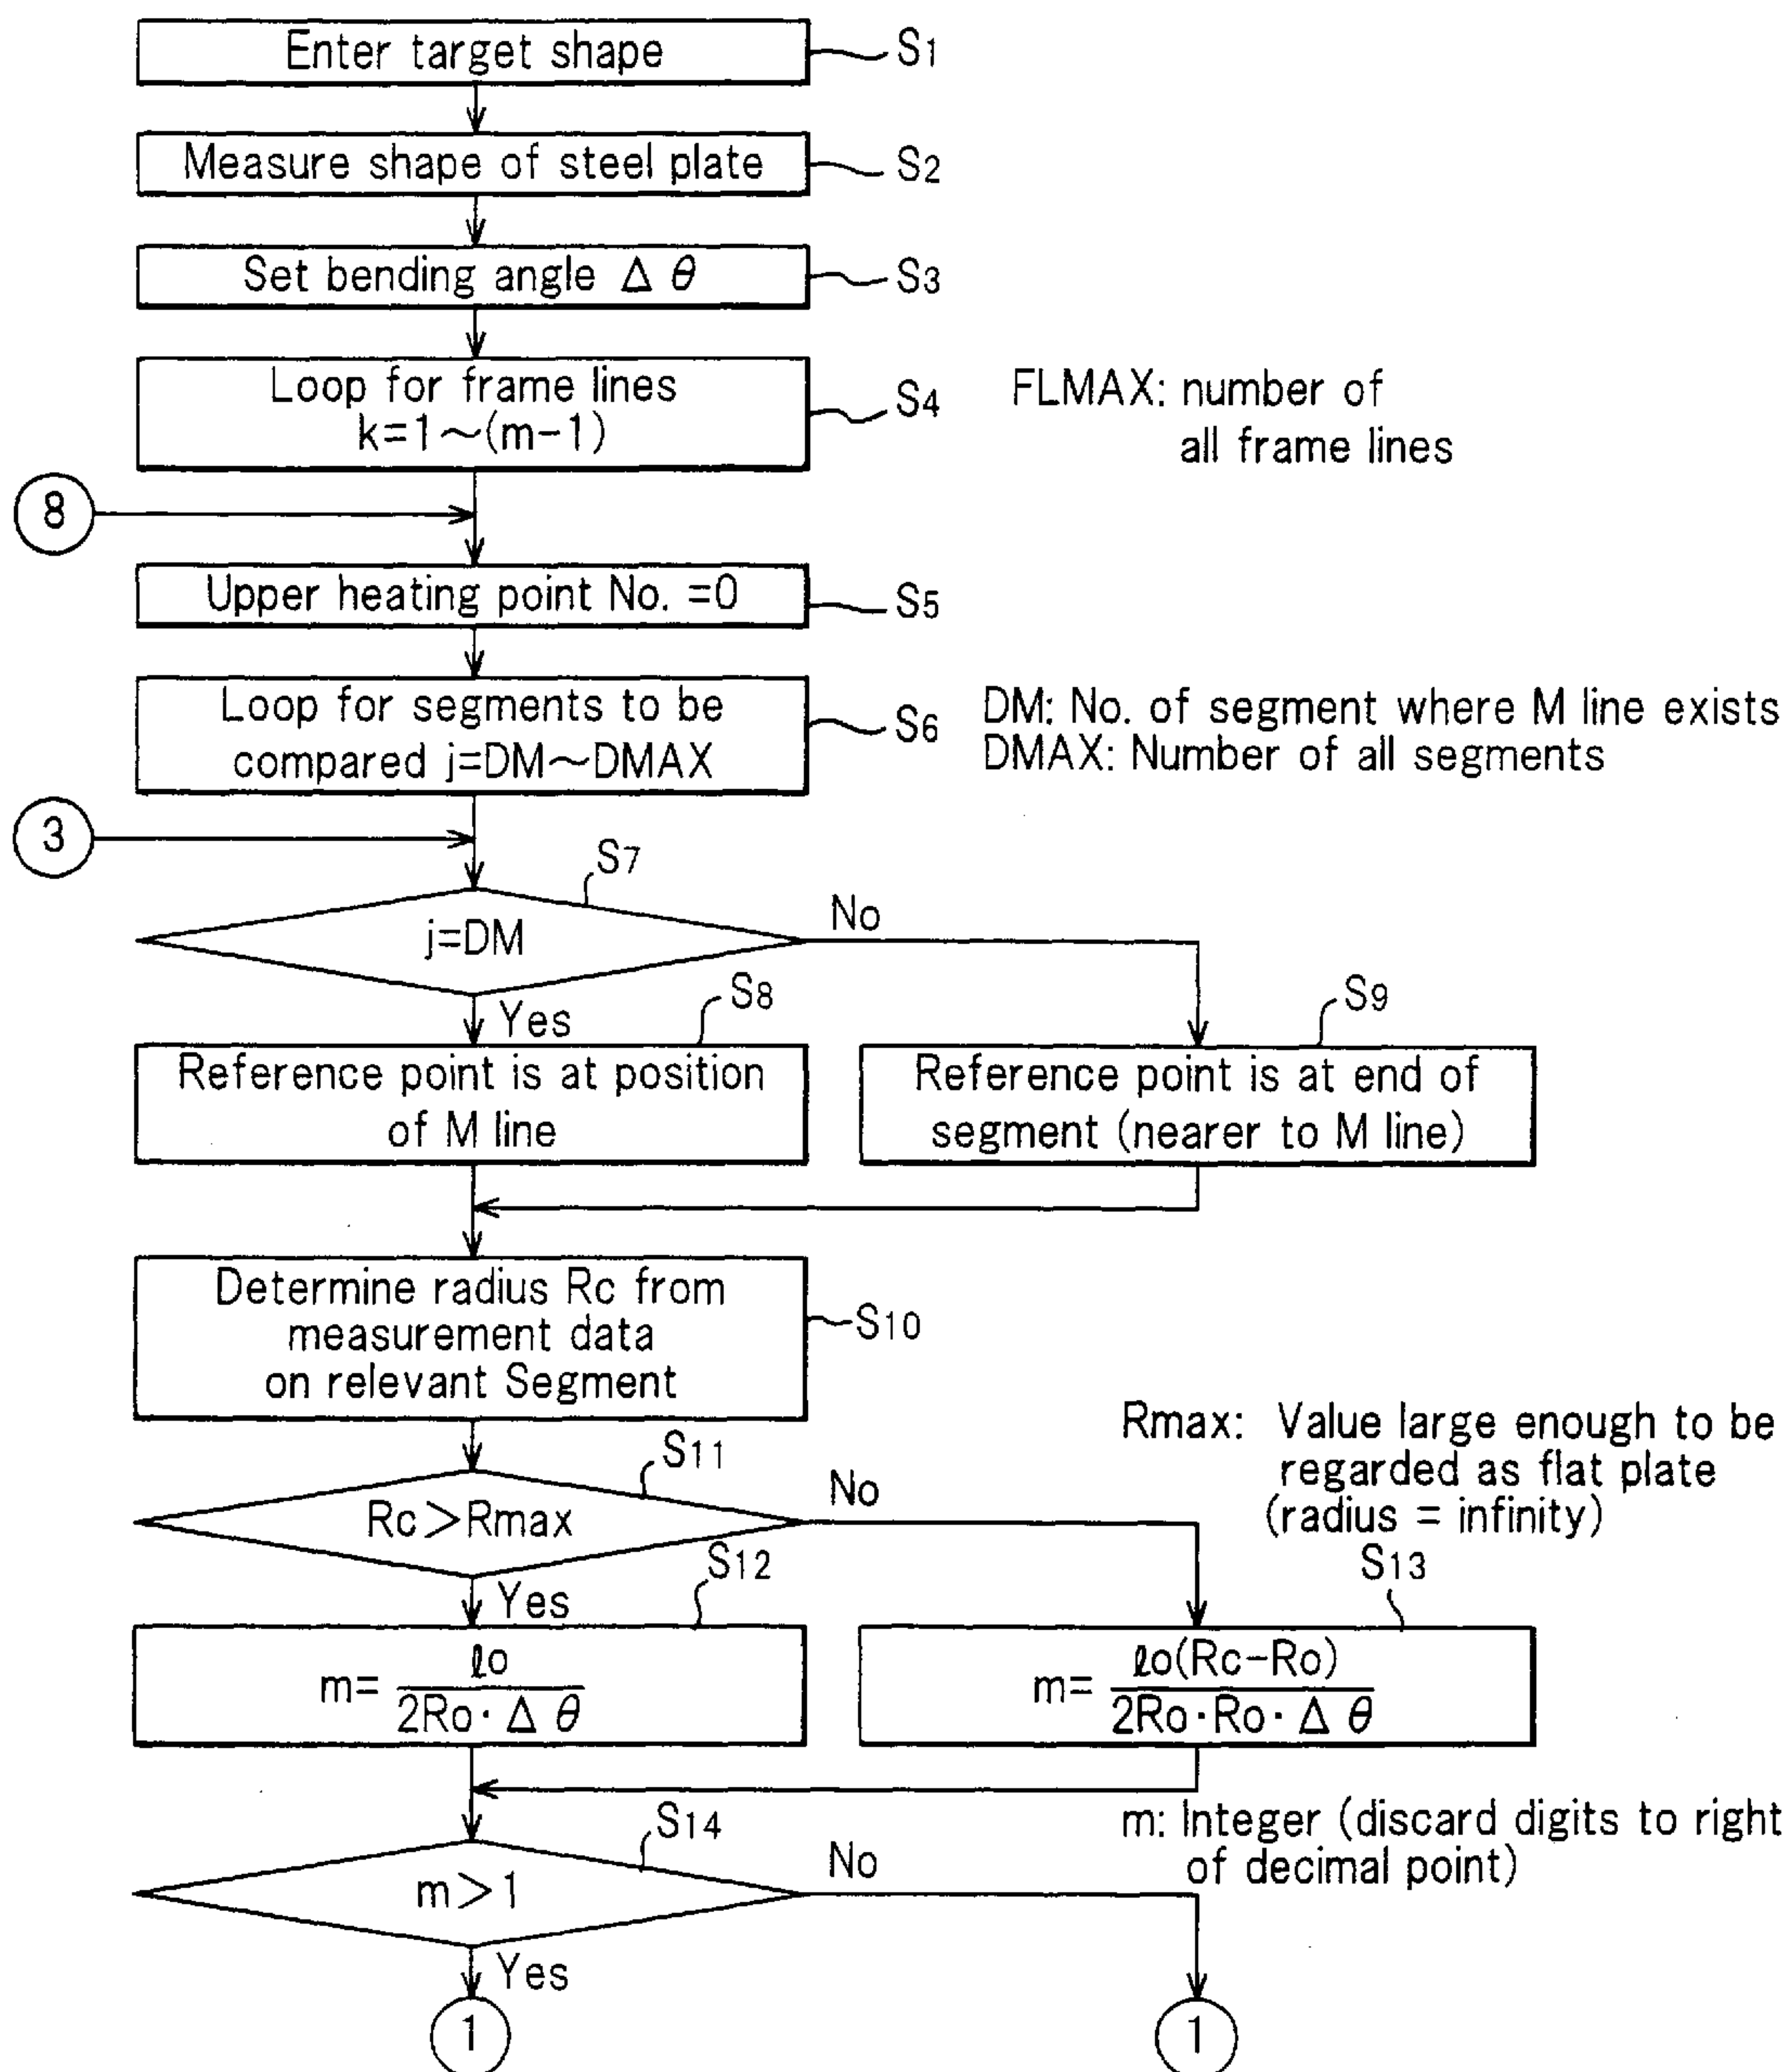 Enter target shape
S1
Measure shape of steel plate
S2
Set bending angle Δ θ
S3
Loop for frame lines
k=1～(m-1)
S4
FLMAX: number of
all frame lines
8
Upper heating point No. =0
S5
Loop for segments to be
compared j=DM～DMAX
S6
DM: No. of segment where M line exists
DMAX: Number of all segments
3
S7
j=DM
No
Yes
S8
S9
Reference point is at position
of M line
Reference point is at end of
segment (nearer to M line)
Determine radius Rc from
measurement data
on relevant Segment
S10
Rmax: Value large enough to be
regarded as flat plate
(radius = infinity)
S11
Rc>Rmax
No
Yes
S12
S13
m= ℓo / 2Ro· Δ θ
m= ℓo(Rc-Ro) / 2Ro·Ro· Δ θ
m: Integer (discard digits to right
of decimal point)
S14
m>1
No
Yes
1
1